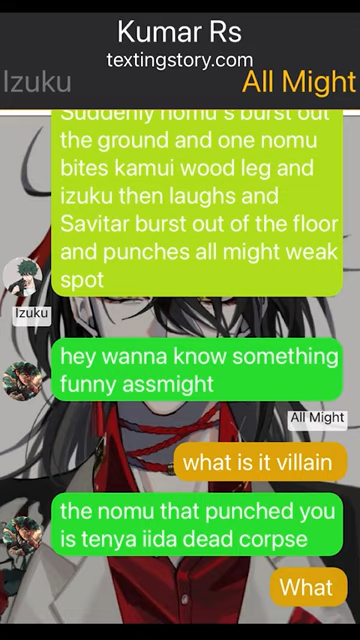 Kumar Rs
textingstory.com
Izuku
All Might
Suddenly nomu's burst out
the ground and one nomu
bites kamui wood leg and
izuku then laughs and
Savitar burst out of the floor
and punches all might weak
spot
Izuku
hey wanna know something
funny assmight
All Might
what is it villain
the nomu that punched you
is tenya iida dead corpse
What